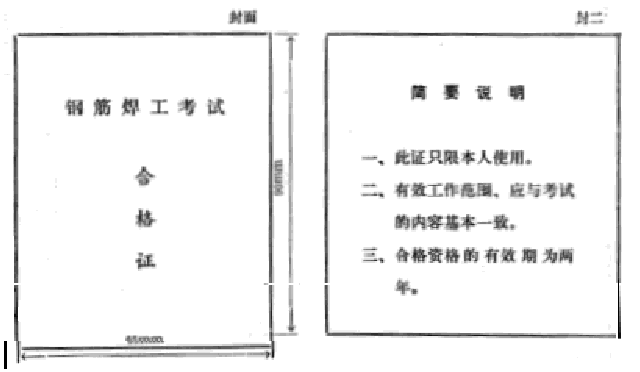 封面
钢筋焊工考试
合
格
证
封二
简要说明
一、此证只限本人使用。
二、有效工作范围、应与考试
的内容基本一致。
三、合格资格的有效期为两
年。